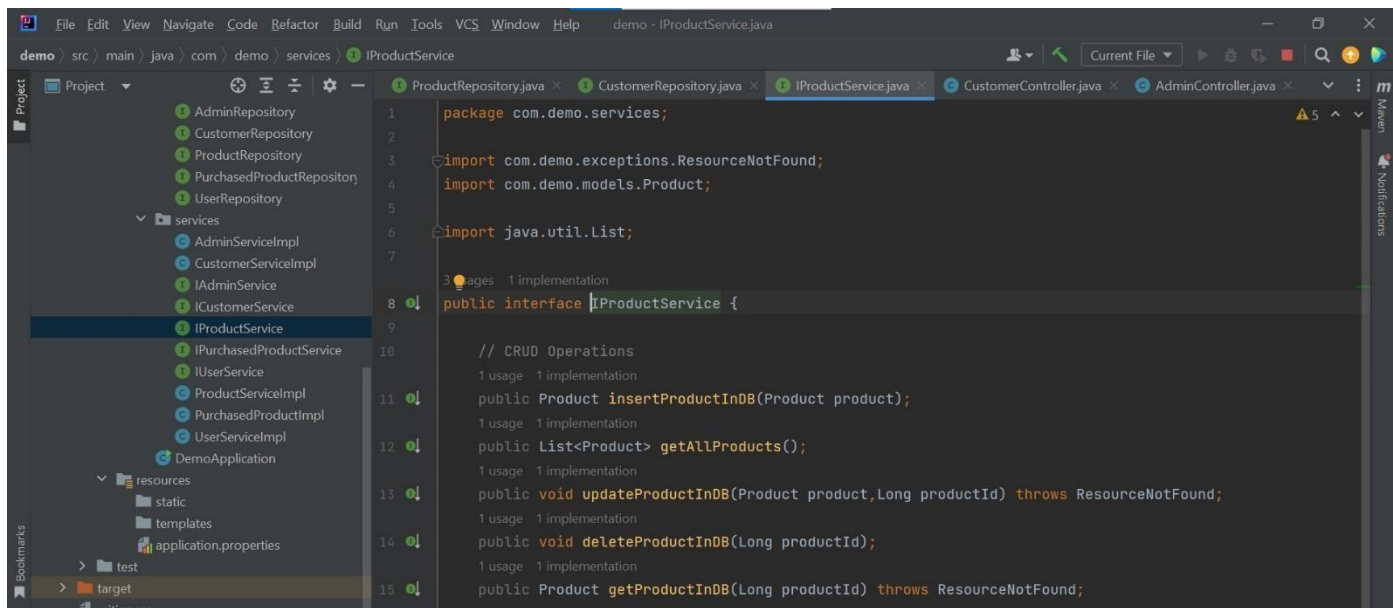 File Edit View Navigate Code Refactor Build Run Tools VCS Window Help demo - IProductService.java
demo src main java com demo services IProductService Current File
Project
ProductRepository.java CustomerRepository.java IProductService.java CustomerController.java AdminController.java
Project
Bookmarks
AdminRepository
CustomerRepository
ProductRepository
PurchasedProductRepository
UserRepository
services
AdminServiceImpl
CustomerServiceImpl
IAdminService
ICustomerService
IProductService
IPurchasedProductService
IUserService
ProductServiceImpl
PurchasedProductImpl
UserServiceImpl
DemoApplication
resources
static
templates
application.properties
test
target
1 package com.demo.services;
2
3 import com.demo.exceptions.ResourceNotFound;
4 import com.demo.models.Product;
5
6 import java.util.List;
7
1 implementation
8 public interface IProductService {
9
10 // CRUD Operations
1 usage 1 implementation
11 public Product insertProductInDB(Product product);
1 usage 1 implementation
12 public List<Product> getAllProducts();
1 usage 1 implementation
13 public void updateProductInDB(Product product,Long productId) throws ResourceNotFound;
1 usage 1 implementation
14 public void deleteProductInDB(Long productId);
1 usage 1 implementation
15 public Product getProductInDB(Long productId) throws ResourceNotFound;
5
m
Maven
Notifications